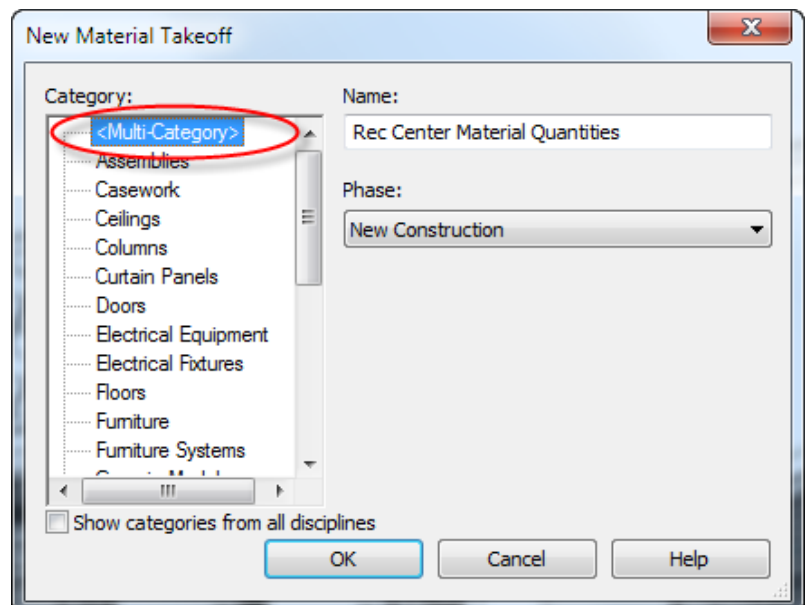 New Material Takeoff
Category:
<Multi-Category>
Assemblies
Casework
Ceilings
Columns
Curtain Panels
Doors
Electrical Equipment
Electrical Fixtures
Floors
Furniture
Furniture Systems
Show categories from all disciplines
Name:
Rec Center Material Quantities
Phase:
New Construction
OK
Cancel
Help